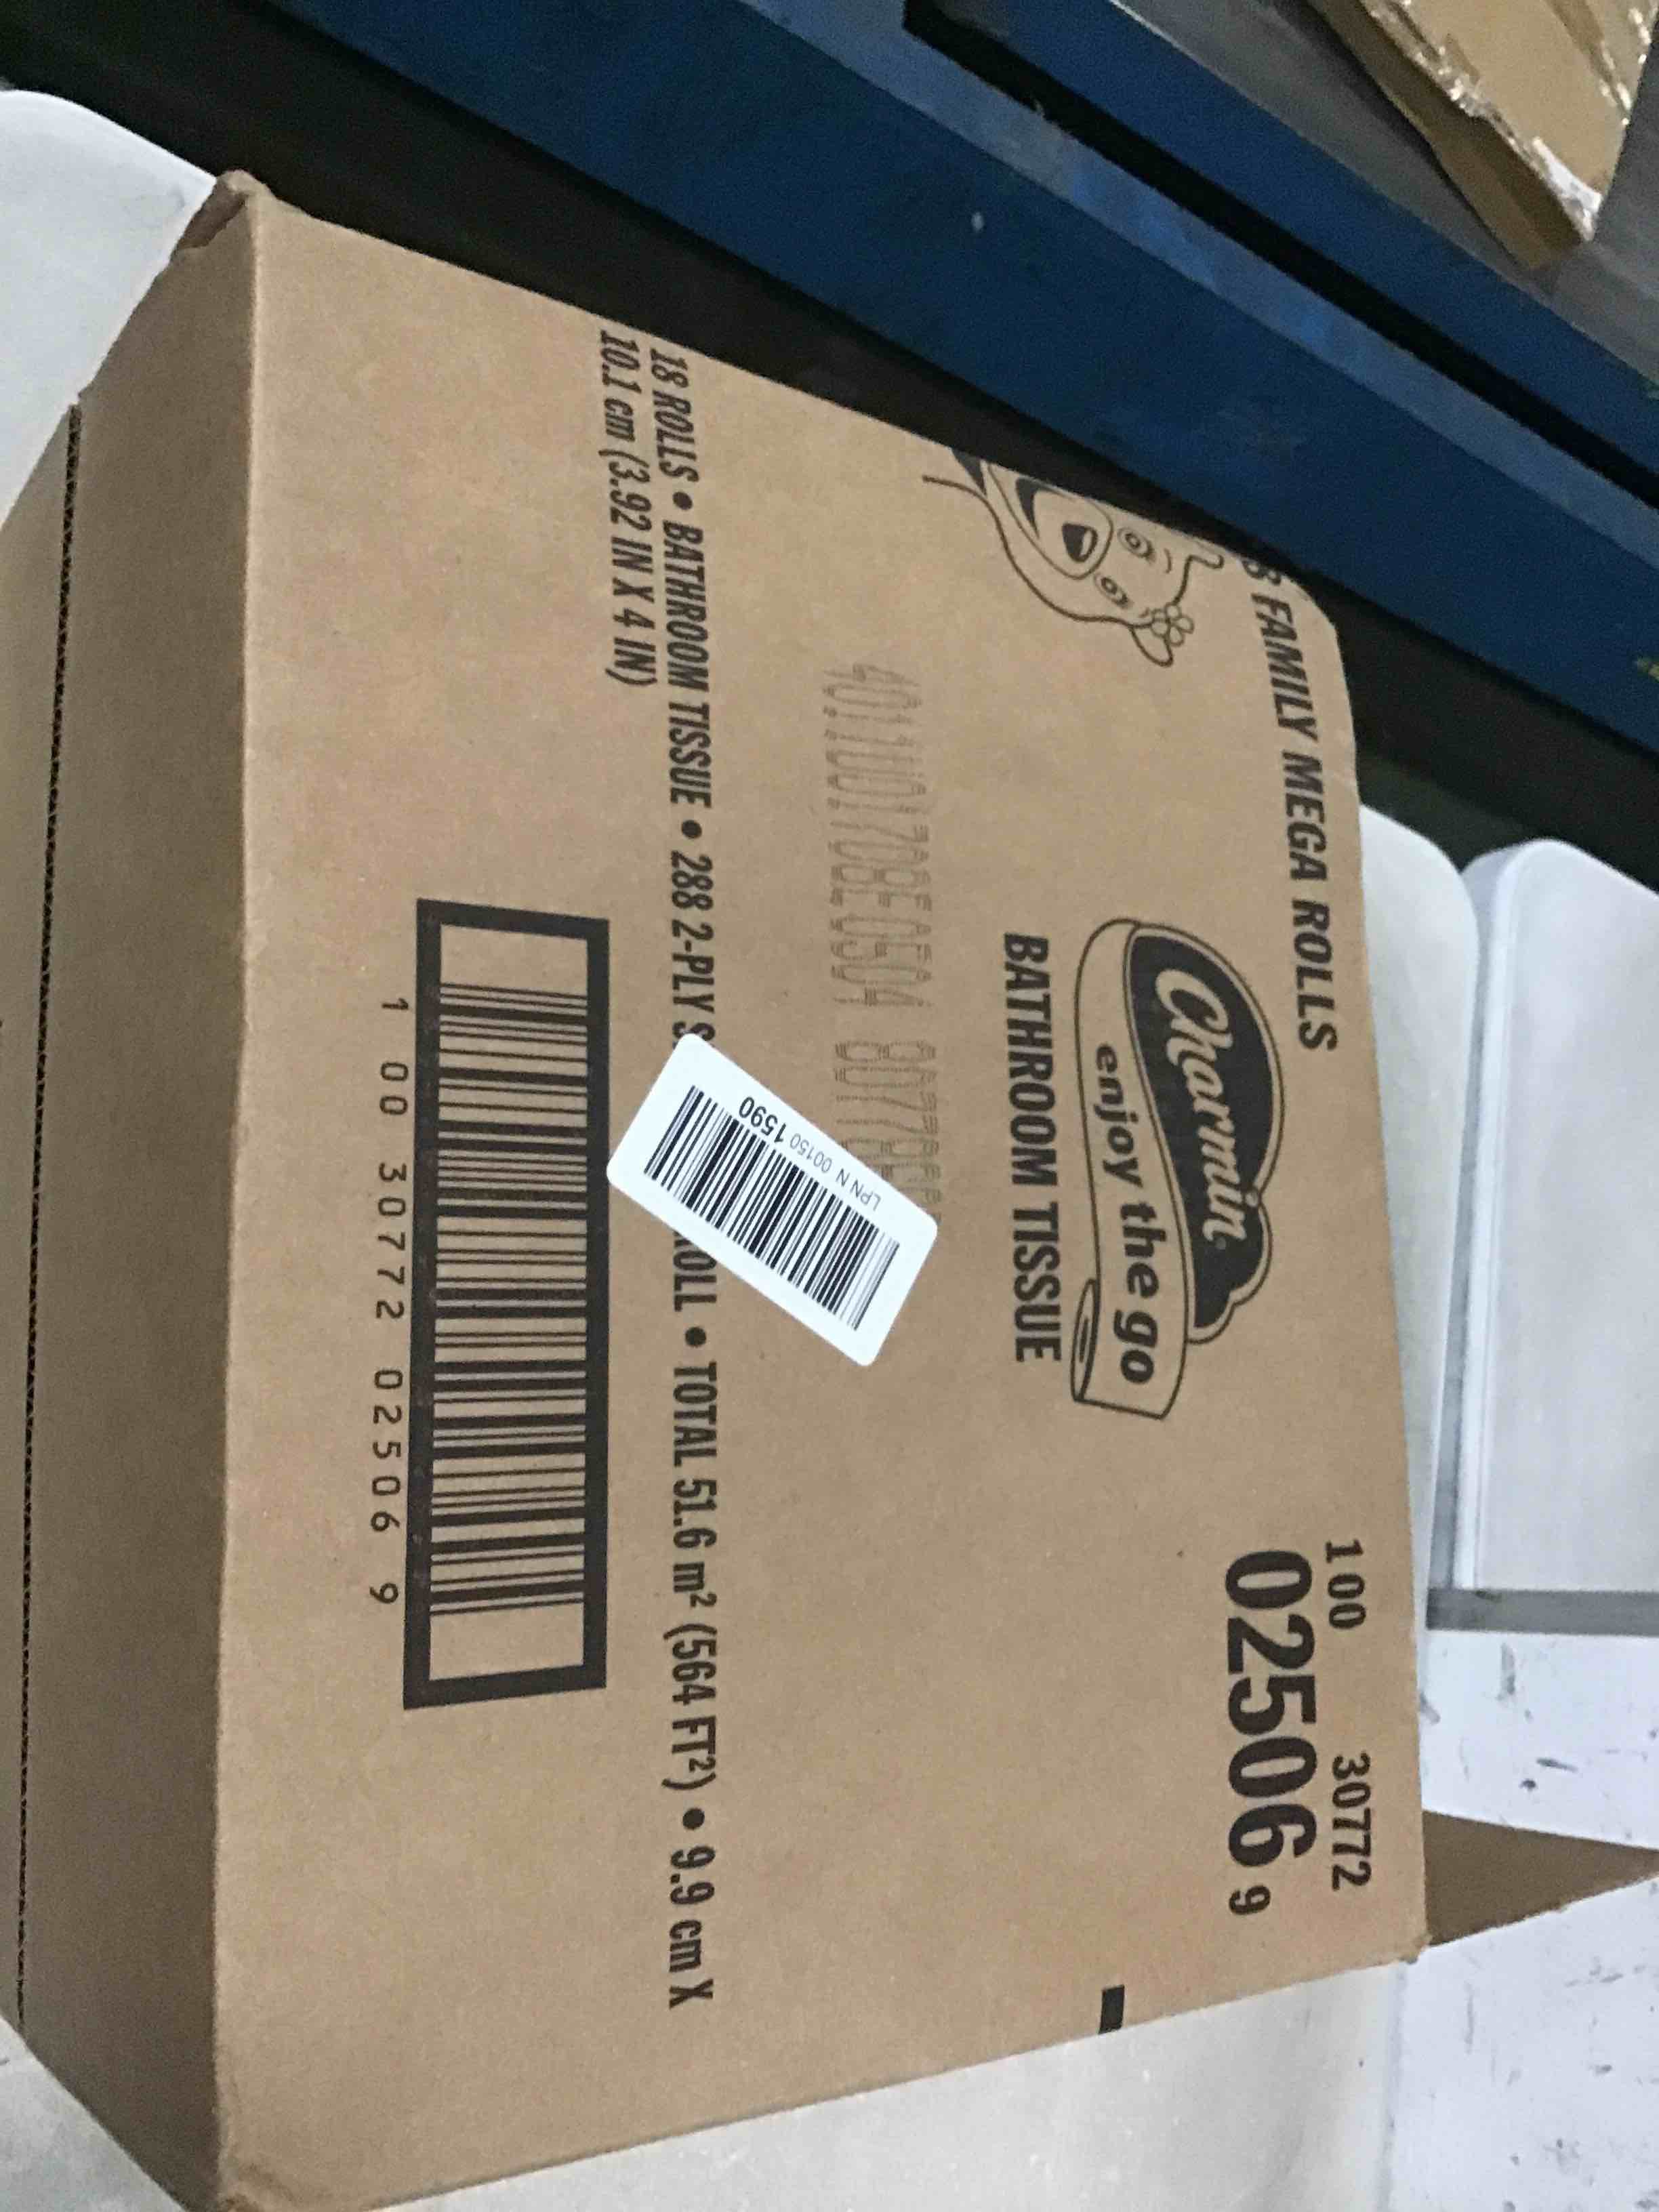 FAMILY MEGA ROLLS
100 30772
02506 9
Charmin
enjoy the go
BATHROOM TISSUE
LPN N 00150 1590
18 ROLLS • BATHROOM TISSUE • 288 2-PLY • TOTAL 51.6 m² (564 FT²) • 9.9 cm X
10.1 cm (3.92 IN X 4 IN)
1 00 30772 02506 9